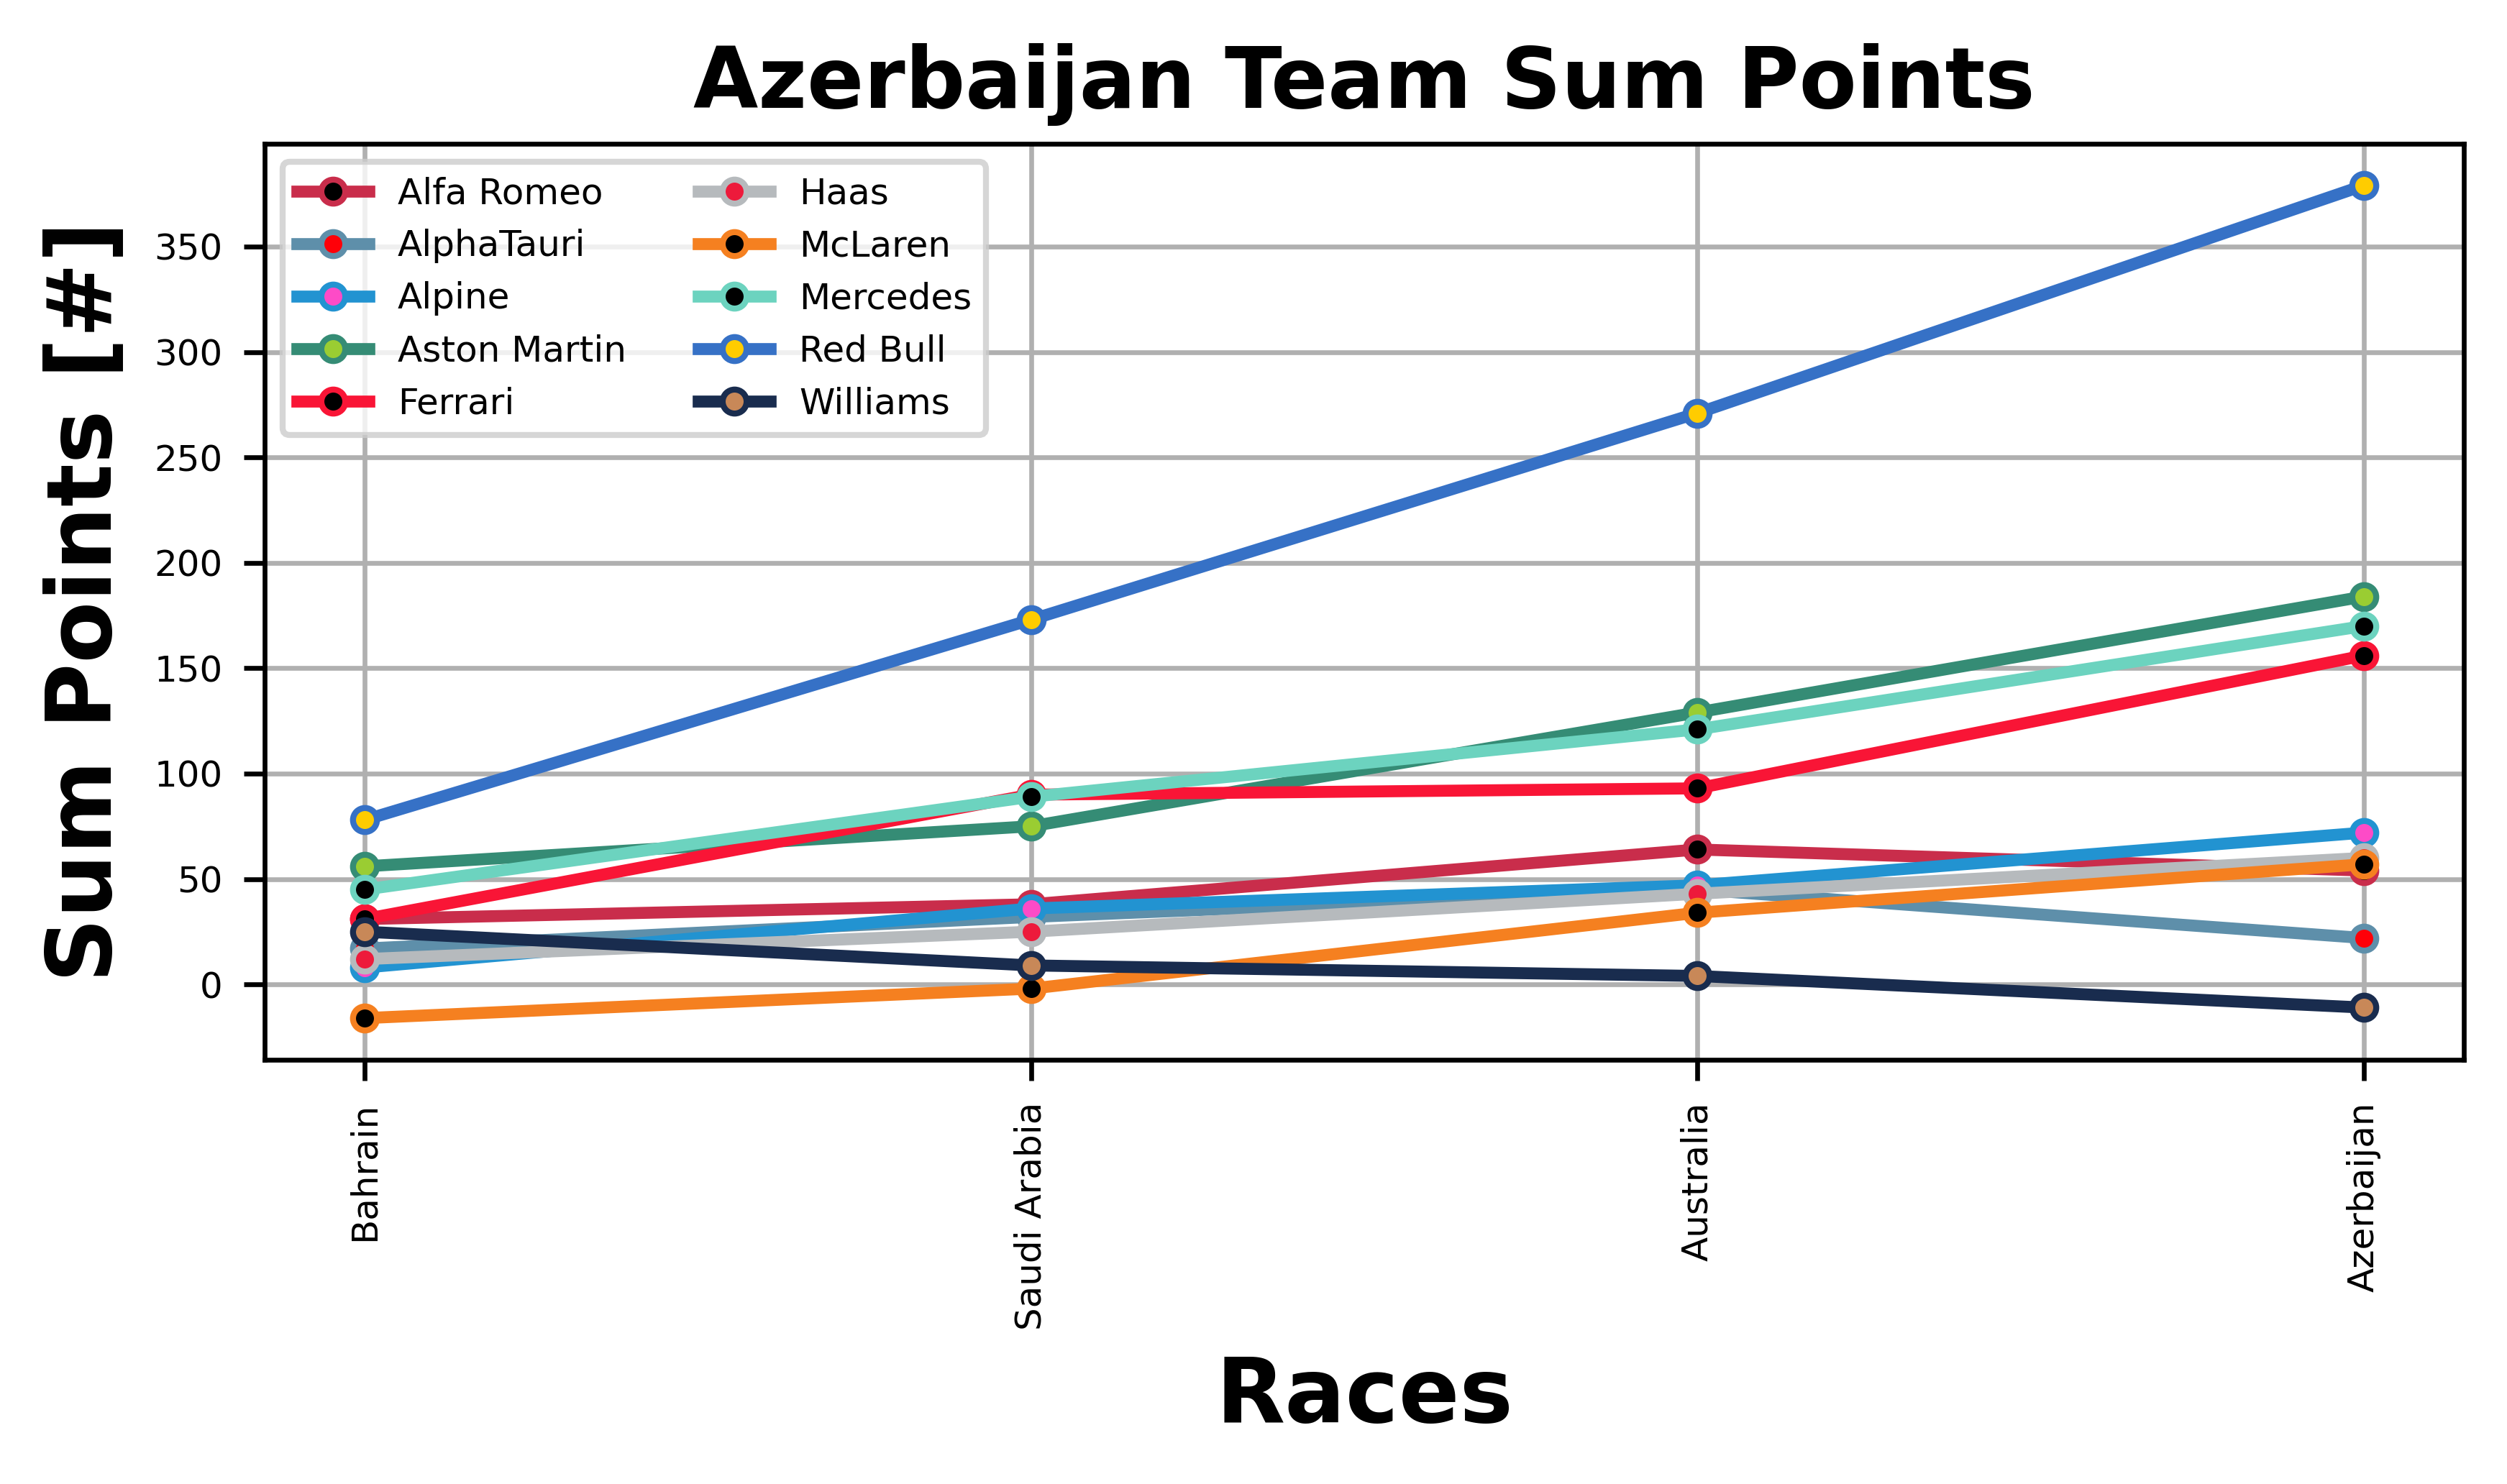 Azerbaijan Team Sum Points
Sum Points [#]
350
300
250
200
150
100
50
0
Alfa Romeo
AlphaTauri
Alpine
Aston Martin
Ferrari
Haas
McLaren
Mercedes
Red Bull
Williams
Bahrain
Saudi Arabia
Australia
Azerbaijan
Races